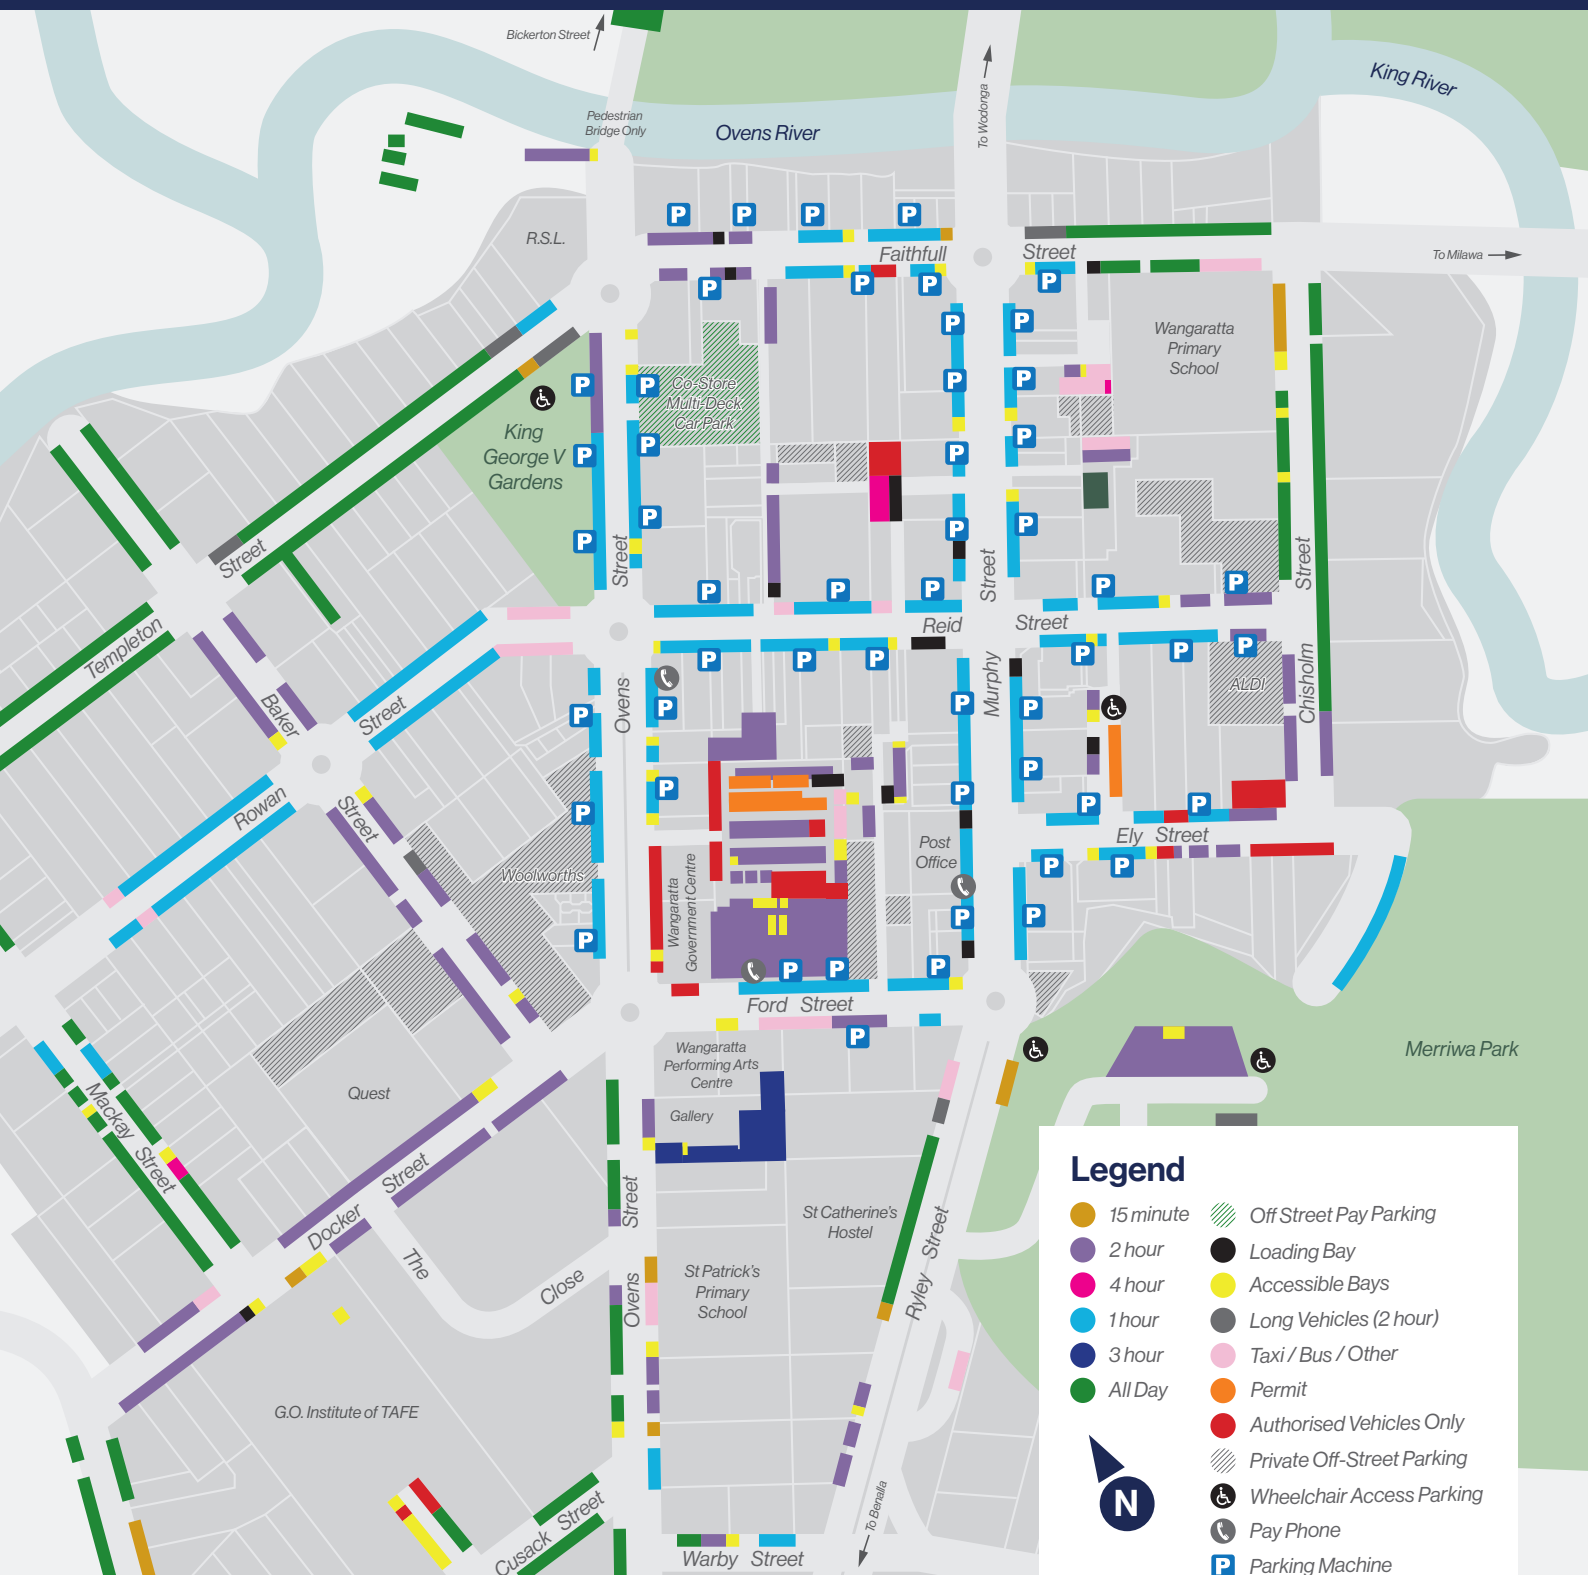 Bickerton Street
Pedestrian
Bridge Only
Ovens River
To Wodonga
King River
R.S.L.
P
P
P
P
Faithfull
Street
To Milawa
P
P
P
P
P
P
Wangaratta
Primary
School
P
P
Co-Store
Multi-Deck
Car Park
P
P
King
George V
Gardens
P
P
P
P
P
P
P
P
P
Street
Street
Street
Street
P
P
P
P
P
Templeton
Reid
Street
P
P
P
P
P
P
ALDI
Baker
Street
Ovens
Murphy
Chisholm
P
P
P
P
P
P
P
P
P
P
P
Rowan
Street
Ely Street
Post
Office
P
P
Woolworths
Wangaratta
Government Centre
P
P
P
P
P
P
Ford Street
P
Wangaratta
Performing Arts
Centre
Gallery
Merriwa Park
Quest
Mackay Street
Docker Street
The
Close
Street
Ovens
St Catherine's
Hostel
St Patrick's
Primary
School
Ryley Street
G.O. Institute of TAFE
To Benalla
Cusack Street
Warby Street
Legend
15 minute
2 hour
4 hour
1 hour
3 hour
All Day
Off Street Pay Parking
Loading Bay
Accessible Bays
Long Vehicles (2 hour)
Taxi / Bus / Other
Permit
Authorised Vehicles Only
Private Off-Street Parking
Wheelchair Access Parking
Pay Phone
P Parking Machine
N